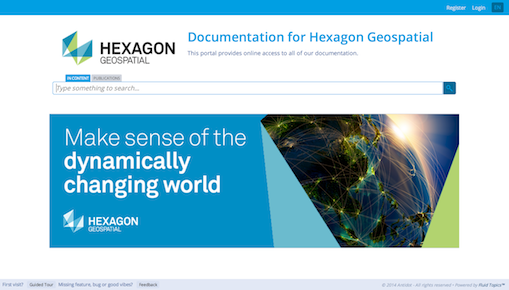 Register Login EN
HEXAGON
GEOSPATIAL
Documentation for Hexagon Geospatial
This portal provides online access to all of our documentation.
IN CONTENT PUBLICATIONS
Type something to search...
Make sense of the
dynamically
changing world
HEXAGON
GEOSPATIAL
First visit? Guided Tour Missing feature, bug or good vibes? Feedback
© 2014 Antidot - All rights reserved • Powered by Fluid Topics™